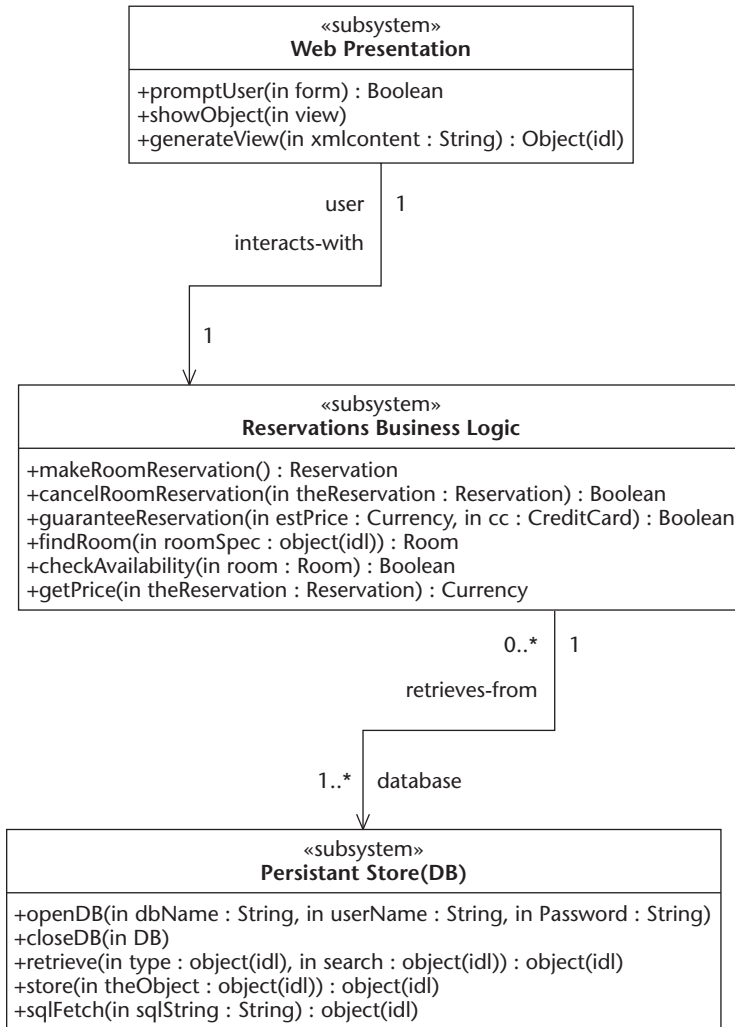 «subsystem»
Web Presentation
+promptUser(in form) : Boolean
+showObject(in view)
+generateView(in xmlcontent : String) : Object(idl)
user 1
interacts-with
1
«subsystem»
Reservations Business Logic
+makeRoomReservation() : Reservation
+cancelRoomReservation(in theReservation : Reservation) : Boolean
+guaranteeReservation(in estPrice : Currency, in cc : CreditCard) : Boolean
+findRoom(in roomSpec : object(idl)) : Room
+checkAvailability(in room : Room) : Boolean
+getPrice(in theReservation : Reservation) : Currency
0..* 1
retrieves-from
1..* database
«subsystem»
Persistant Store(DB)
+openDB(in dbName : String, in userName : String, in Password : String)
+closeDB(in DB)
+retrieve(in type : object(idl), in search : object(idl)) : object(idl)
+store(in theObject : object(idl)) : object(idl)
+sqlFetch(in sqlString : String) : object(idl)